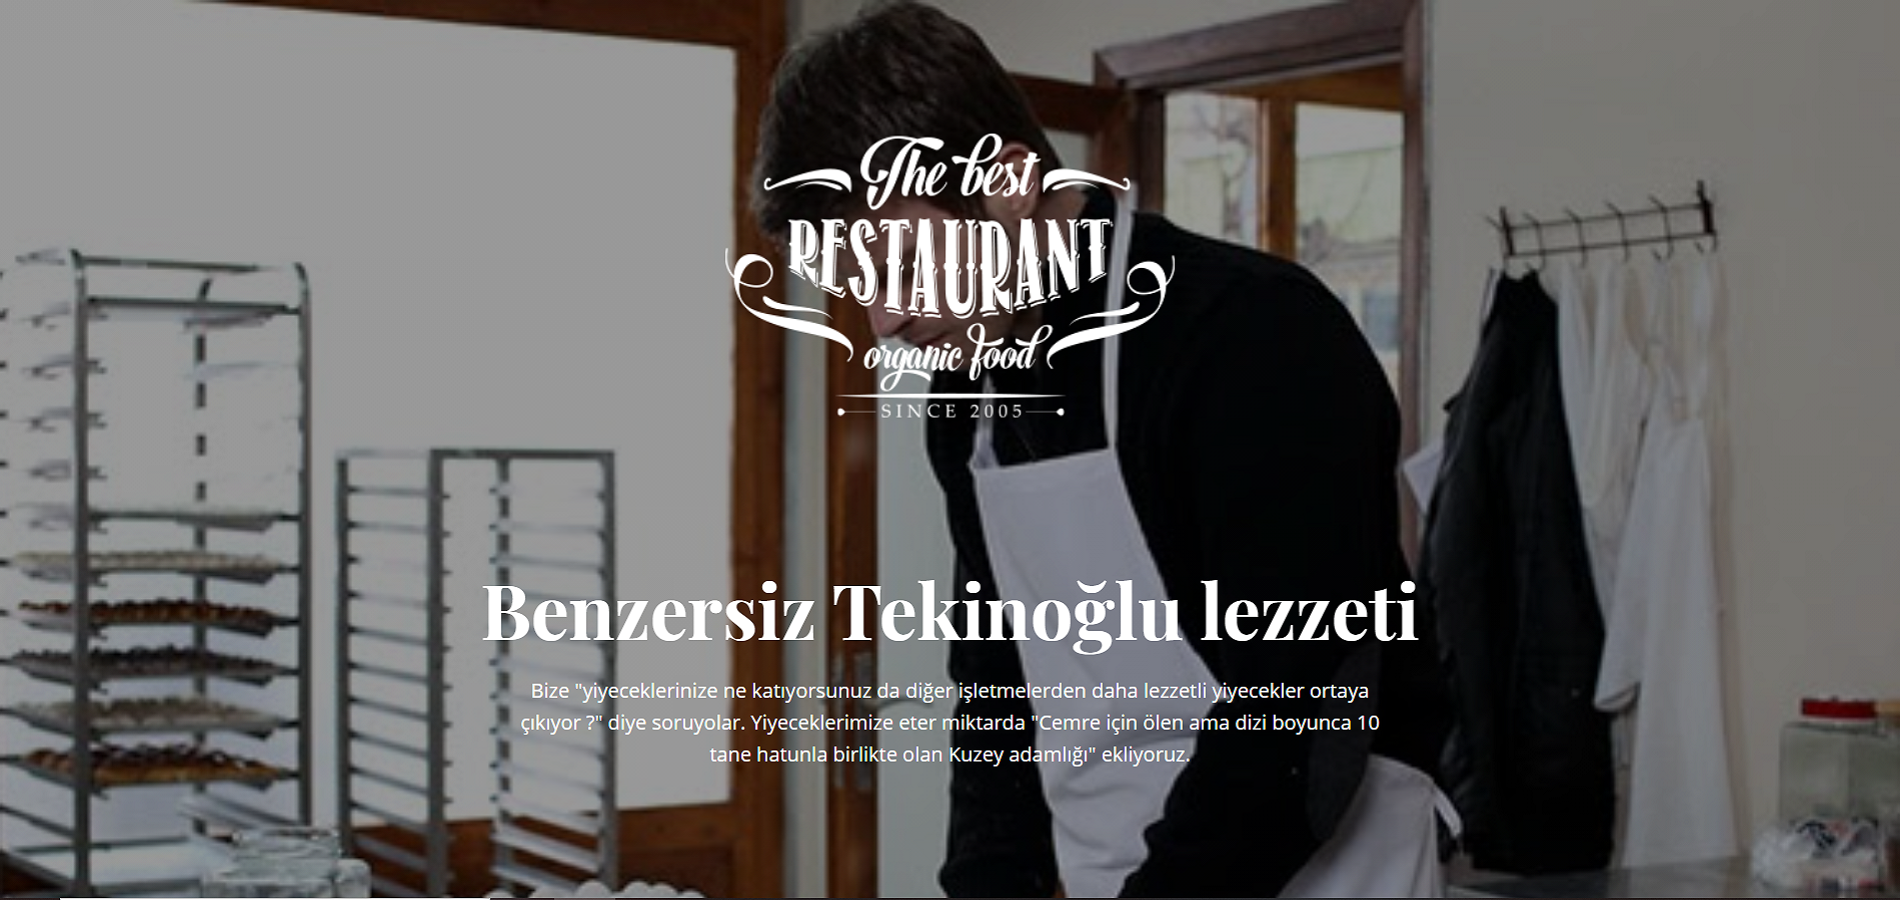 The best
RESTAURANT
organic food
SINCE 2005
Benzersiz Tekinoğlu lezzeti
Bize "yiyeceklerinize ne katıyorsunuz da diğer işletmelerden daha lezzetli yiyecekler ortaya
çıkıyor ?" diye soruyolar. Yiyeceklerimize eter miktarda "Cemre için ölen ama dizi boyunca 10
tane hatunla birlikte olan Kuzey adamlığı" ekliyoruz.